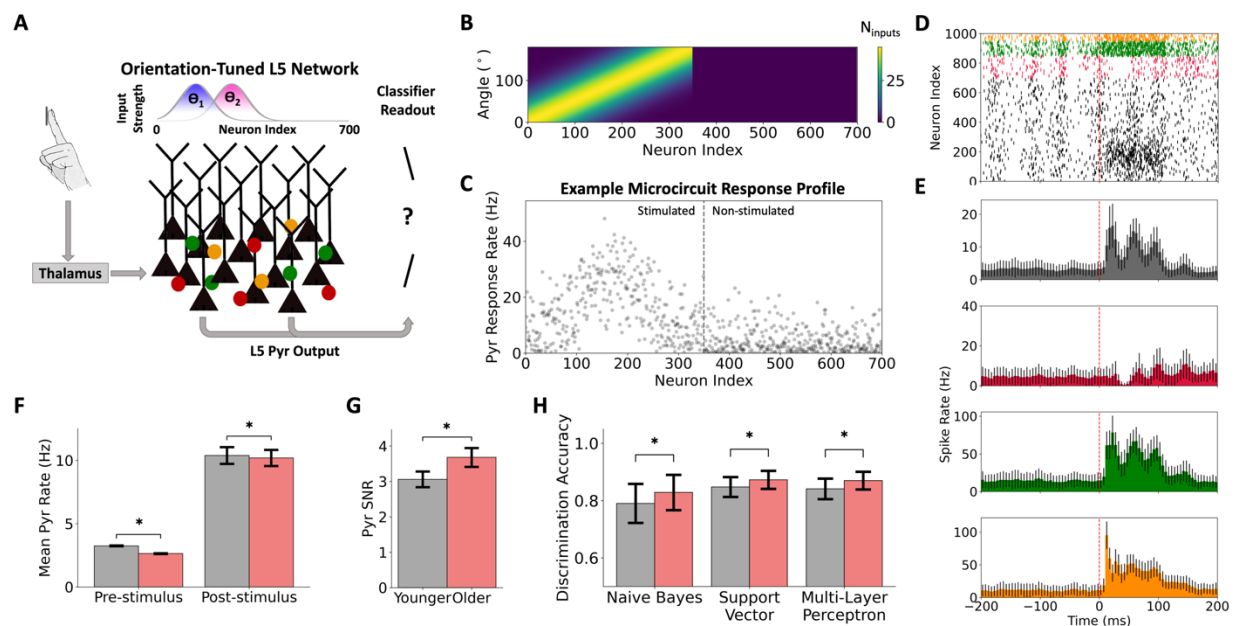 A
Orientation-Tuned L5 Network
Input
Strength
Θ1
Θ2
0
Neuron Index
700
Classifier
Readout
?
Thalamus
L5 Pyr Output
B
Angle (°)
100
0
0
100
200
300
400
500
600
700
Neuron Index
Ninputs
25
0
C
Example Microcircuit Response Profile
Stimulated
Non-stimulated
Pyr Response Rate (Hz)
40
20
0
0
100
200
300
400
500
600
700
Neuron Index
D
Neuron Index
1000
800
600
400
200
0
E
Spike Rate (Hz)
20
10
0
40
20
0
100
50
0
100
50
0
−200
−100
0
100
200
Time (ms)
F
Mean Pyr Rate (Hz)
10
5
0
*
*
Pre-stimulus
Post-stimulus
G
Pyr SNR
4
3
2
1
0
*
Younger
Older
H
Discrimination Accuracy
1.0
0.8
0.6
*
*
*
Naive Bayes
Support
Vector
Multi-Layer
Perceptron